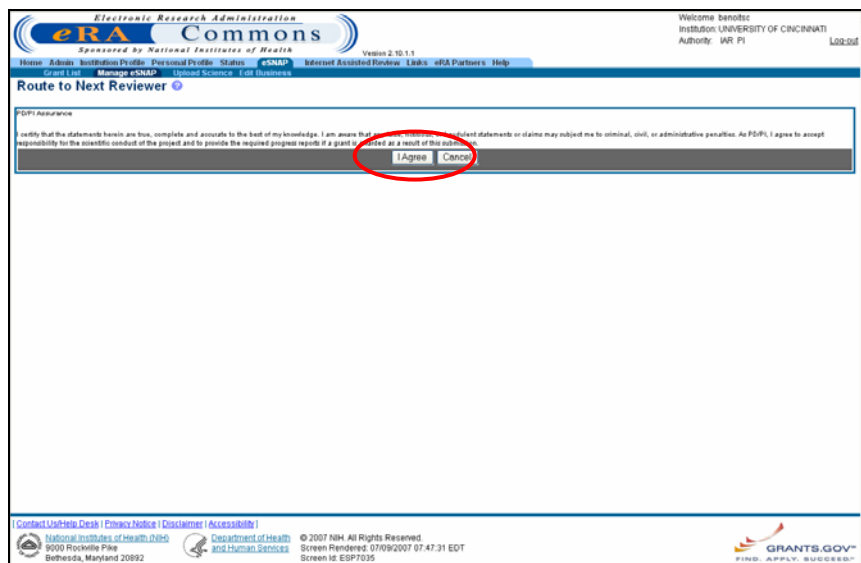 Electronic Research Administration
eRA Commons
Sponsored by National Institutes of Health
Version 2.10.1.1
Welcome benoitsc
Institution: UNIVERSITY OF CINCINNATI
Authority: IAR PI
Log-out
Home Admin Institution Profile Personal Profile Status eSNAP Internet Assisted Review Links eRA Partners Help
Grant List Manage eSNAP Upload Science Edit Business
Route to Next Reviewer ?
PD/PI Assurance
I certify that the statements herein are true, complete and accurate to the best of my knowledge. I am aware that any false, fictitious, or fraudulent statements or claims may subject me to criminal, civil, or administrative penalties. As PD/PI, I agree to accept
responsibility for the scientific conduct of the project and to provide the required progress reports if a grant is awarded as a result of this submission.
I Agree Cancel
[ Contact Us/Help Desk | Privacy Notice | Disclaimer | Accessibility ]
National Institutes of Health (NIH)
9000 Rockville Pike
Bethesda, Maryland 20892
Department of Health
and Human Services
© 2007 NIH. All Rights Reserved.
Screen Rendered: 07/09/2007 07:47:31 EDT
Screen Id: ESP7035
GRANTS.GOV℠
FIND. APPLY. SUCCEED.℠